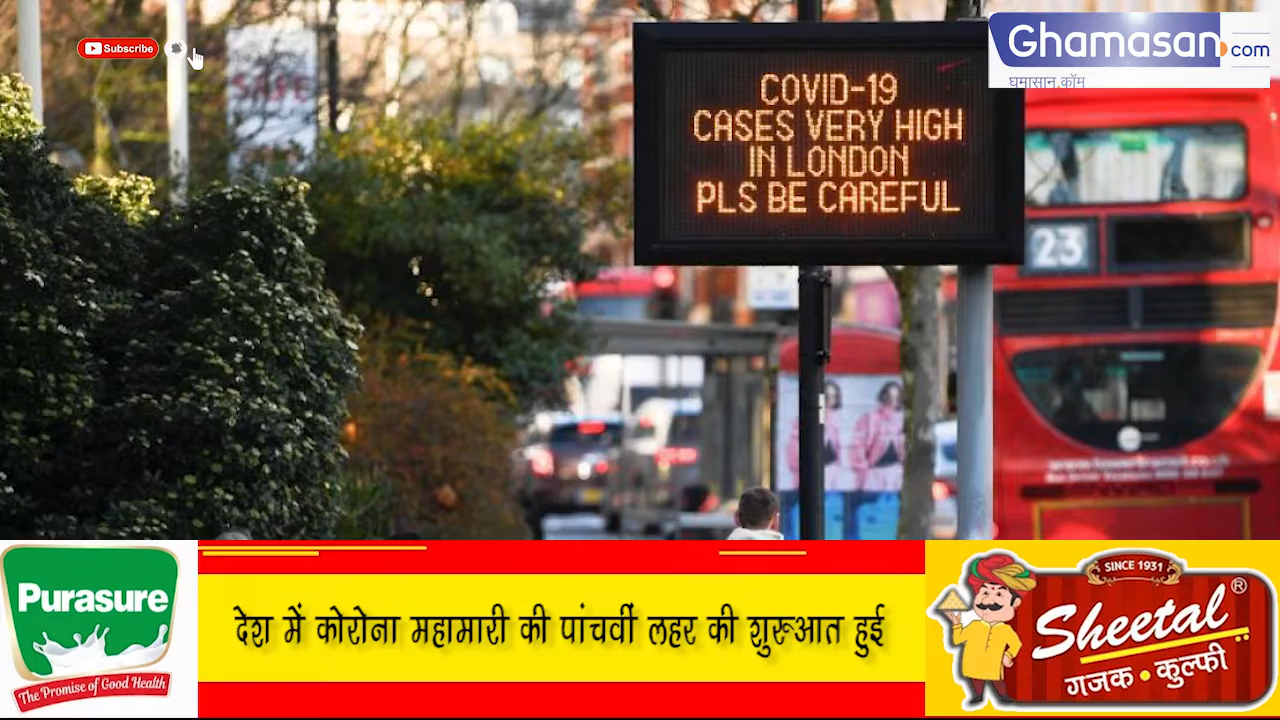 Subscribe
SAFE
COVID-19
CASES VERY HIGH
IN LONDON
PLS BE CAREFUL
Ghamasan.com
घमासान.कॉम
23
Purasure
The Promise of Good Health
देश में कोरोना महामारी की पांचवीं लहर की शुरूआत हुई
SINCE 1931
Sheetal®
गजक • कुल्फी